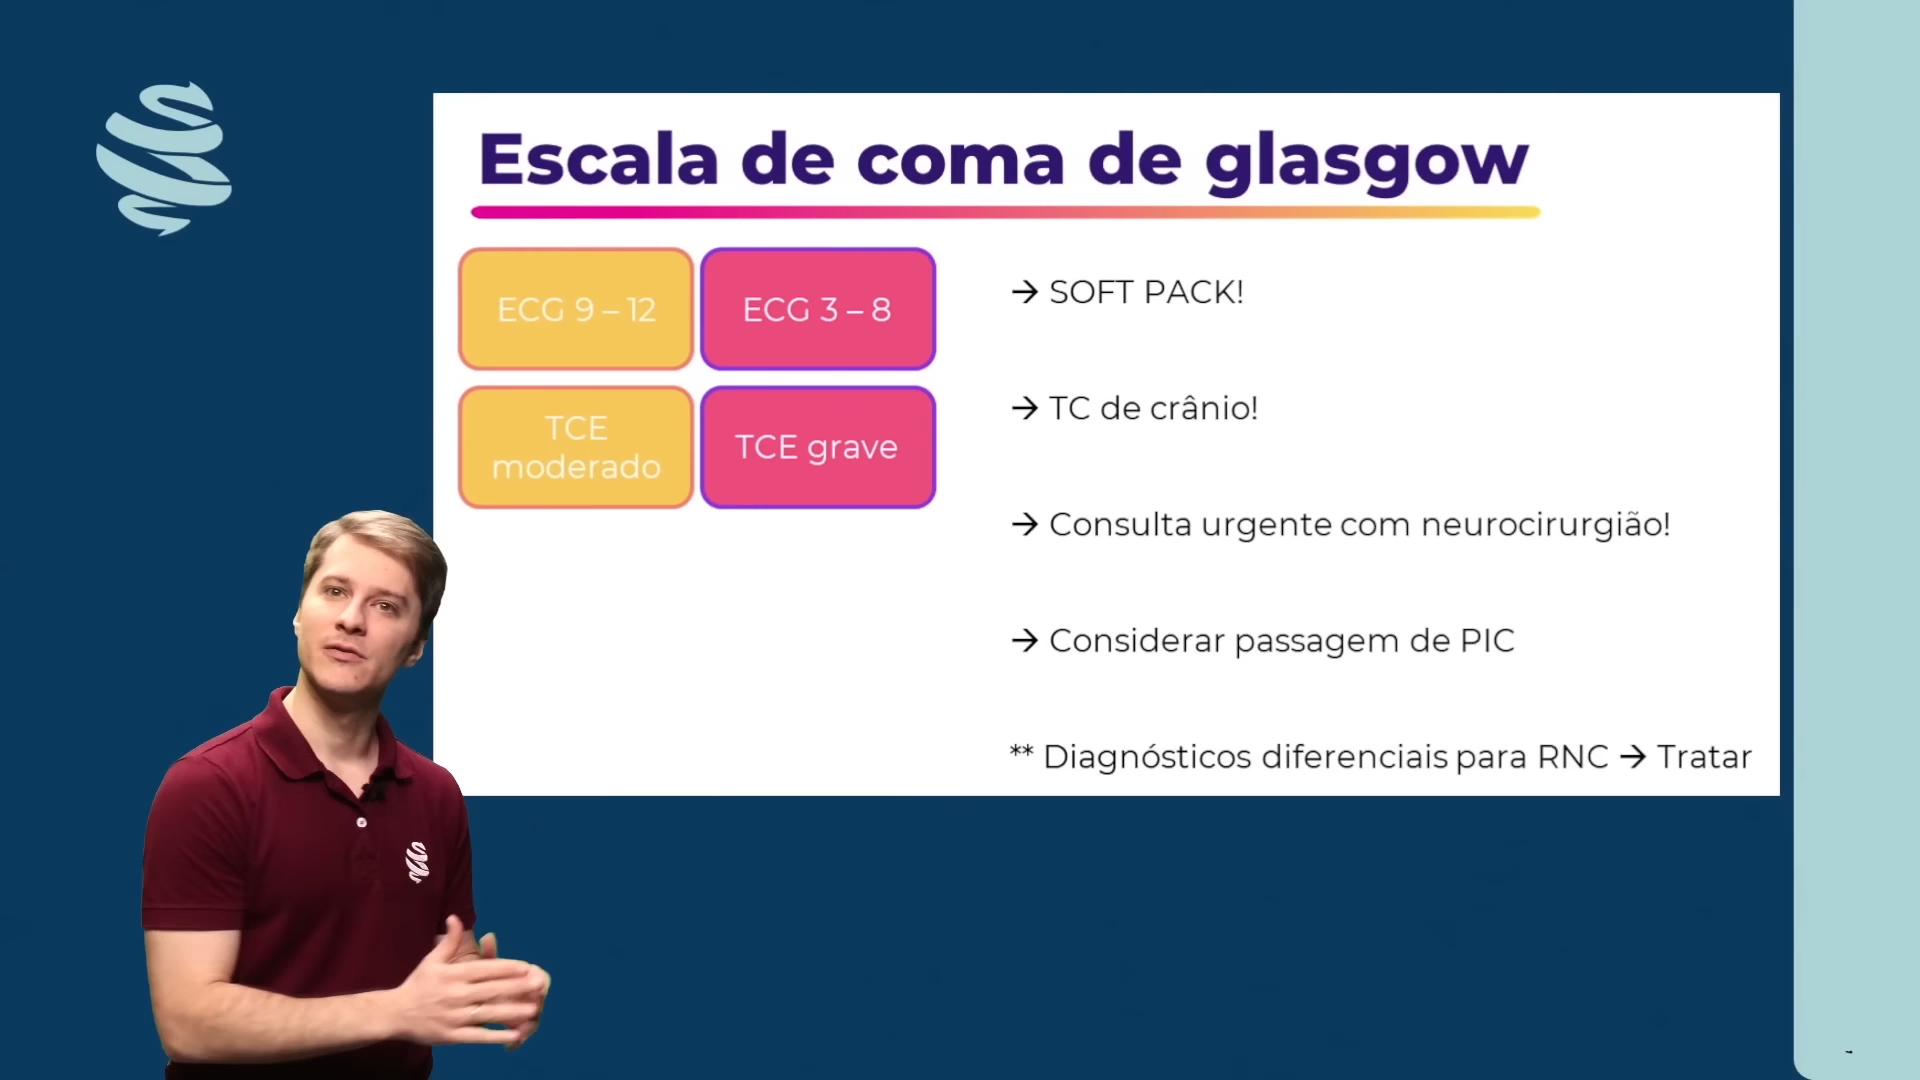 Escala de coma de glasgow
ECG 9 – 12
ECG 3 – 8
TCE
moderado
TCE grave
→ SOFT PACK!
→ TC de crânio!
→ Consulta urgente com neurocirurgião!
→ Considerar passagem de PIC
** Diagnósticos diferenciais para RNC → Tratar